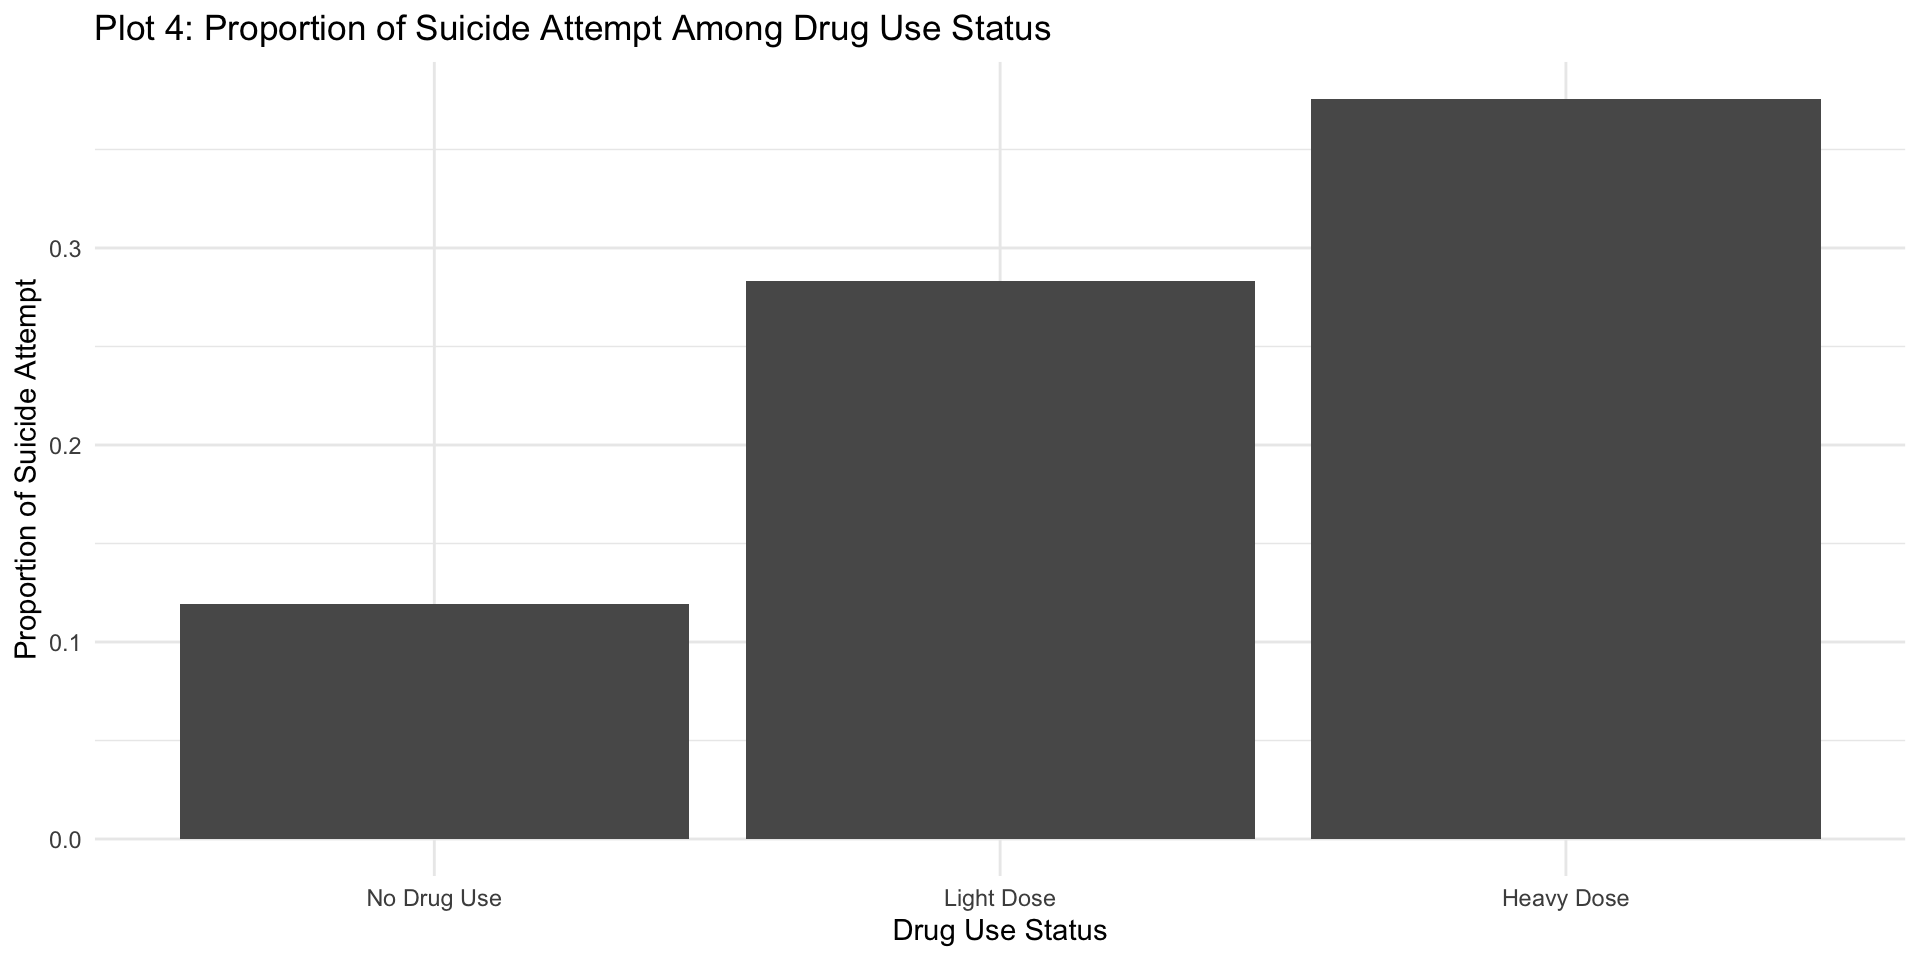 Plot 4: Proportion of Suicide Attempt Among Drug Use Status
Proportion of Suicide Attempt
0.3
0.2
0.1
0.0
No Drug Use
Light Dose
Heavy Dose
Drug Use Status